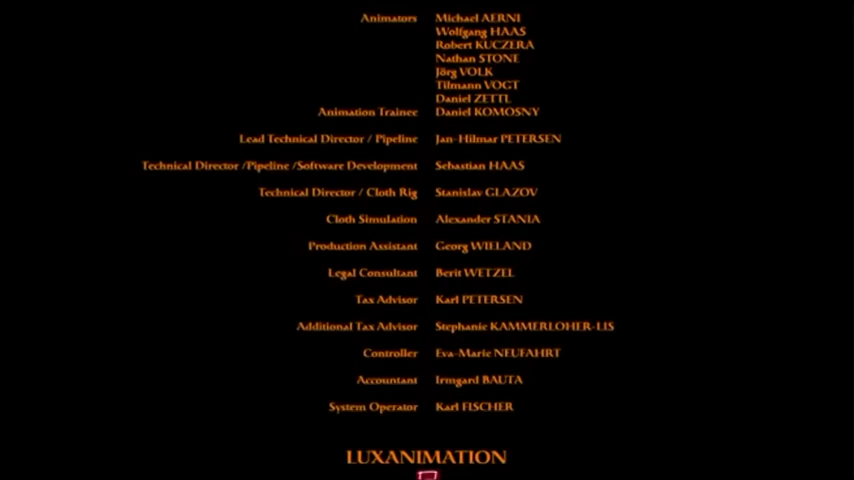 Animators Michael AERNI
Wolfgang HAAS
Robert KUCZERA
Nathan STONE
Jörg VOLK
Tilmann VOGT
Daniel ZETTL
Animation Trainee Daniel KOMOSNY
Lead Technical Director / Pipeline Jan-Hilmar PETERSEN
Technical Director /Pipeline /Software Development Sebastian HAAS
Technical Director / Cloth Rig Stanislav GLAZOV
Cloth Simulation Alexander STANIA
Production Assistant Georg WIELAND
Legal Consultant Berit WETZEL
Tax Advisor Karl PETERSEN
Additional Tax Advisor Stephanie KAMMERLOHER-LIS
Controller Eva-Marie NEUFAHRT
Accountant Irmgard BAUTA
System Operator Karl FISCHER
LUXANIMATION